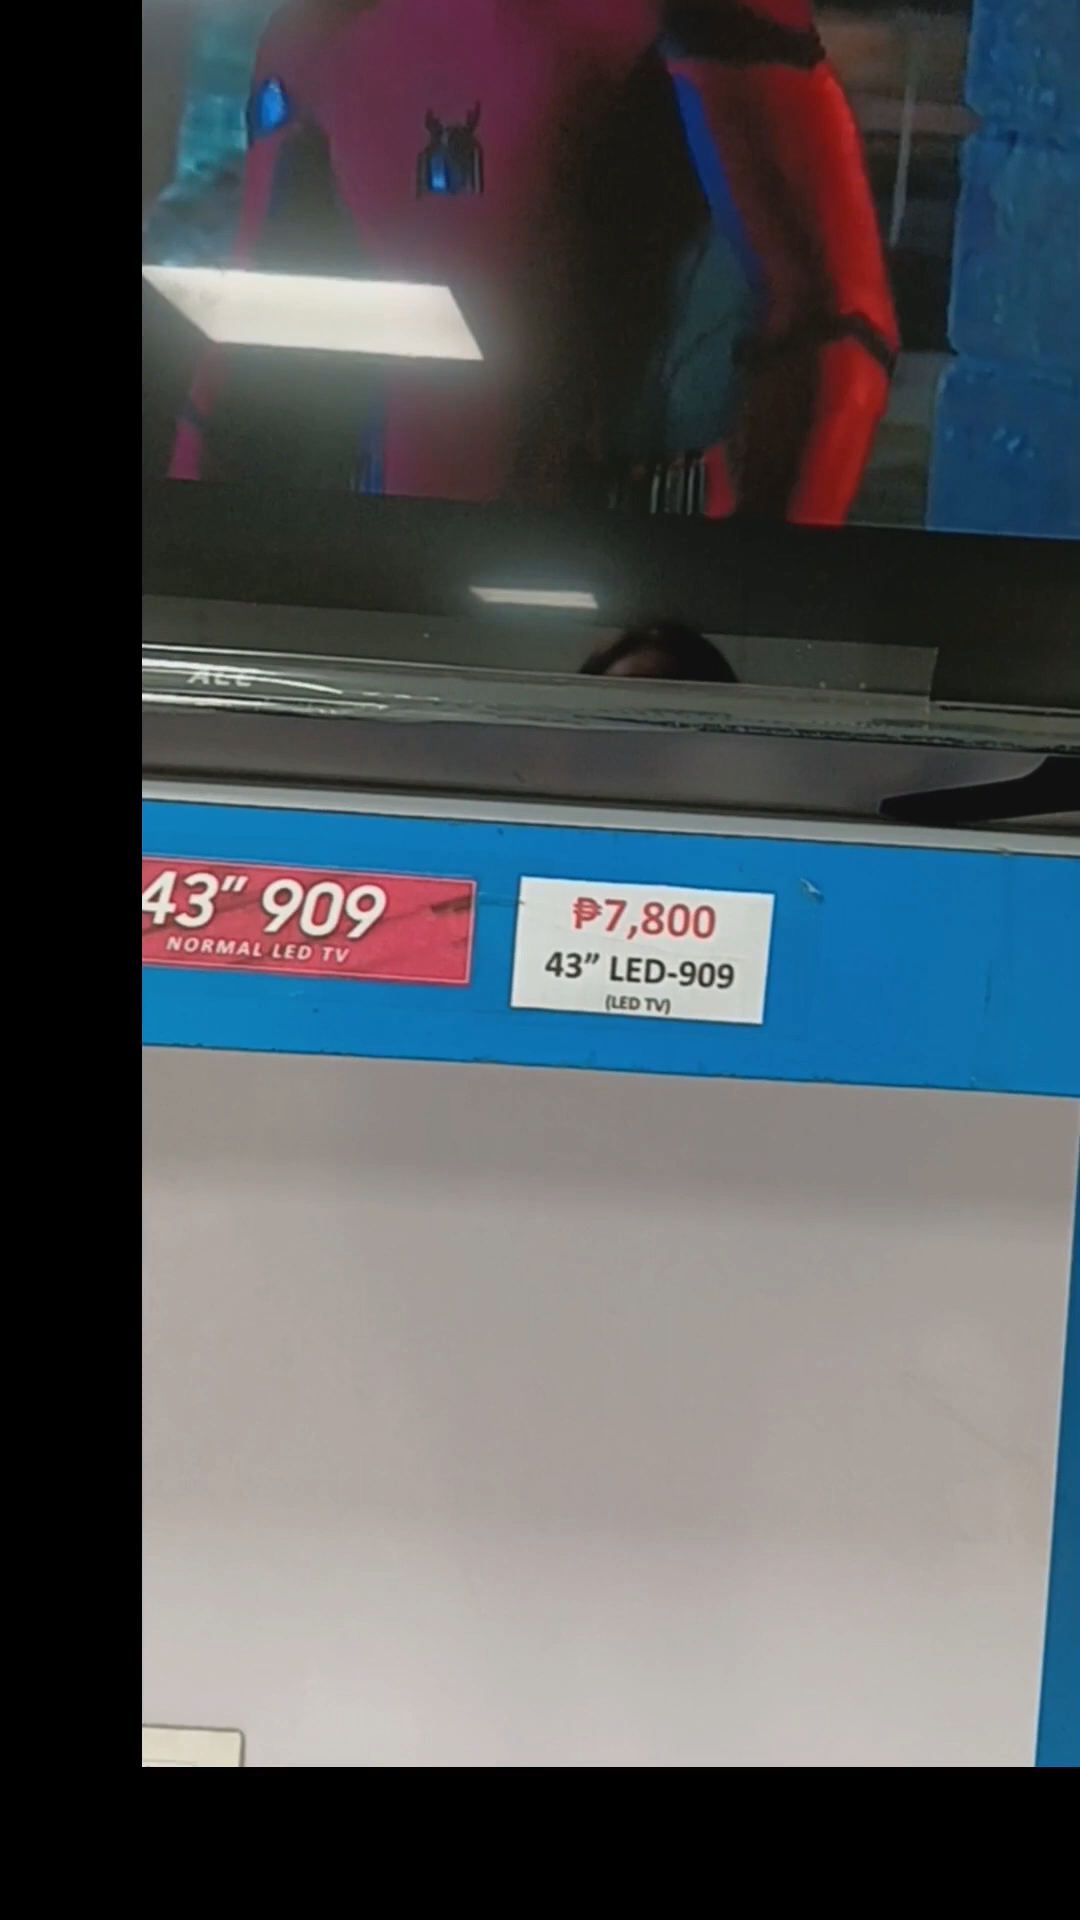 43” 909
NORMAL LED TV
₱7,800
43” LED-909
(LED TV)